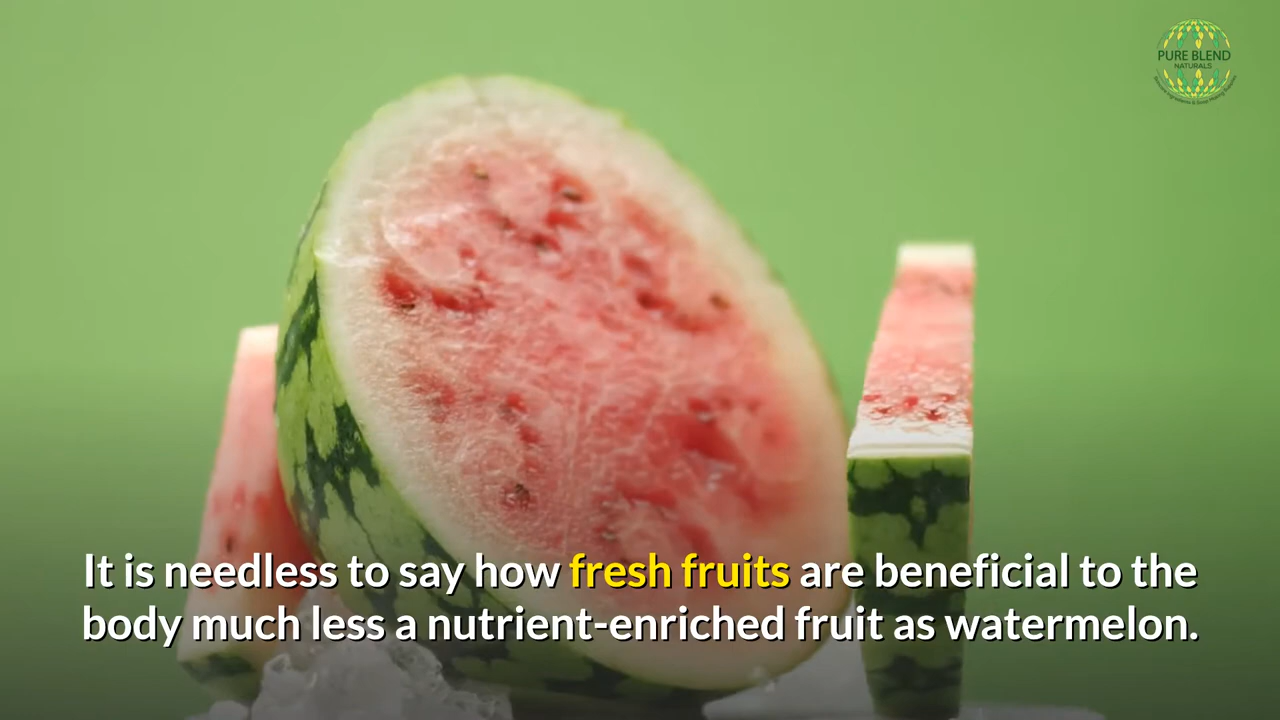 PURE BLEND
NATURALS
It is needless to say how fresh fruits are beneficial to the
body much less a nutrient-enriched fruit as watermelon.